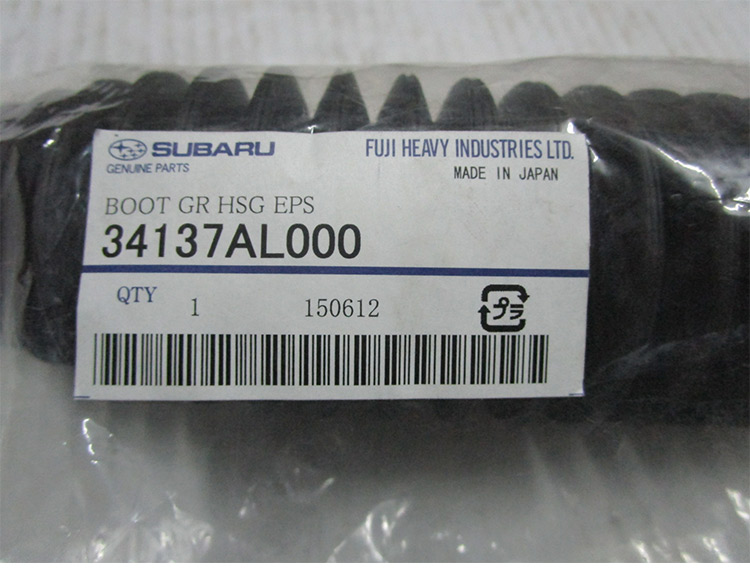 SUBARU
GENUINE PARTS
FUJI HEAVY INDUSTRIES LTD.
MADE IN JAPAN
BOOT GR HSG EPS
34137AL000
QTY 1 150612
プラ